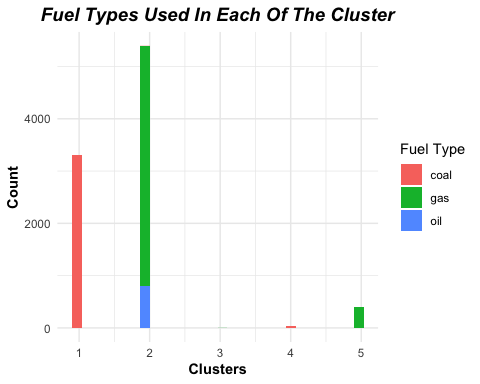 Fuel Types Used In Each Of The Cluster
Count
4000
2000
0
1 2 3 4 5
Clusters
Fuel Type
coal
gas
oil